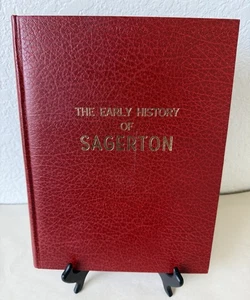 THE EARLY HISTORY
OF
SAGERTON